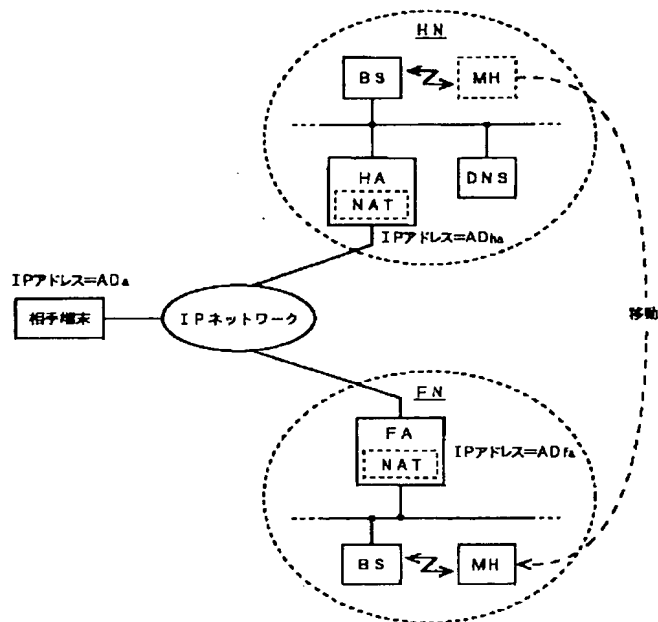 HN
BS
MH
HA
NAT
DNS
IPアドレス=ADha
IPアドレス=ADa
相手端末
IPネットワーク
移動
FN
FA
NAT
IPアドレス=ADfa
BS
MH